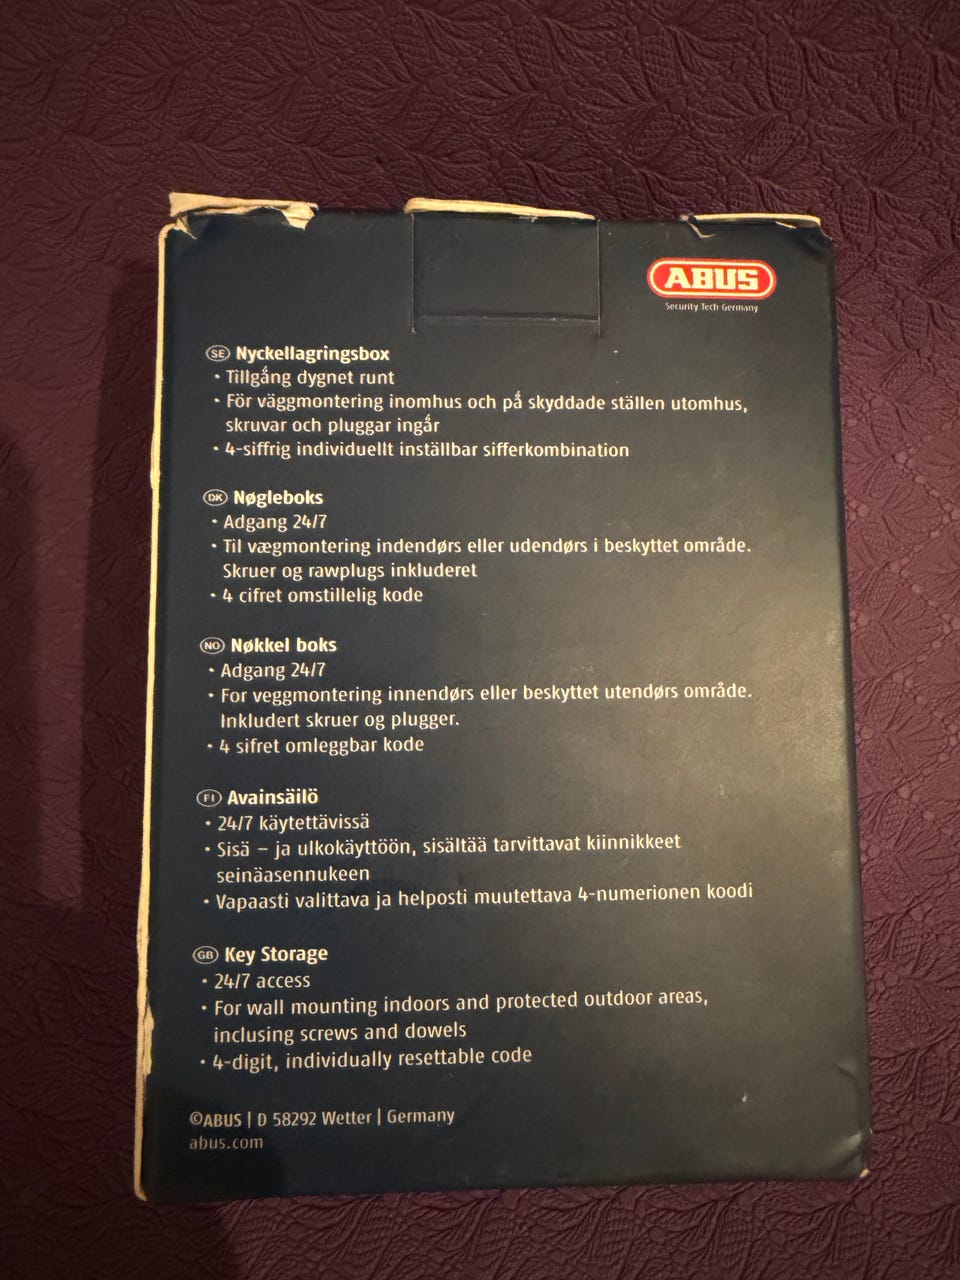 ABUS
Security Tech Germany
SE Nyckellagringsbox
• Tillgång dygnet runt
• För väggmontering inomhus och på skyddade ställen utomhus,
skruvar och pluggar ingår
• 4-siffrig individuellt inställbar sifferkombination
DK Nøgleboks
• Adgang 24/7
• Til vægmontering indendørs eller udendørs i beskyttet område.
Skruer og rawplugs inkluderet
• 4 cifret omstillelig kode
NO Nøkkel boks
• Adgang 24/7
• For veggmontering innendørs eller beskyttet utendørs område.
Inkludert skruer og plugger.
• 4 sifret omleggbar kode
FI Avainsäilö
• 24/7 käytettävissä
• Sisä – ja ulkokäyttöön, sisältää tarvittavat kiinnikkeet
seinäasennukeen
• Vapaasti valittava ja helposti muutettava 4-numerionen koodi
GB Key Storage
• 24/7 access
• For wall mounting indoors and protected outdoor areas,
inclusing screws and dowels
• 4-digit, individually resettable code
©ABUS | D 58292 Wetter | Germany
abus.com